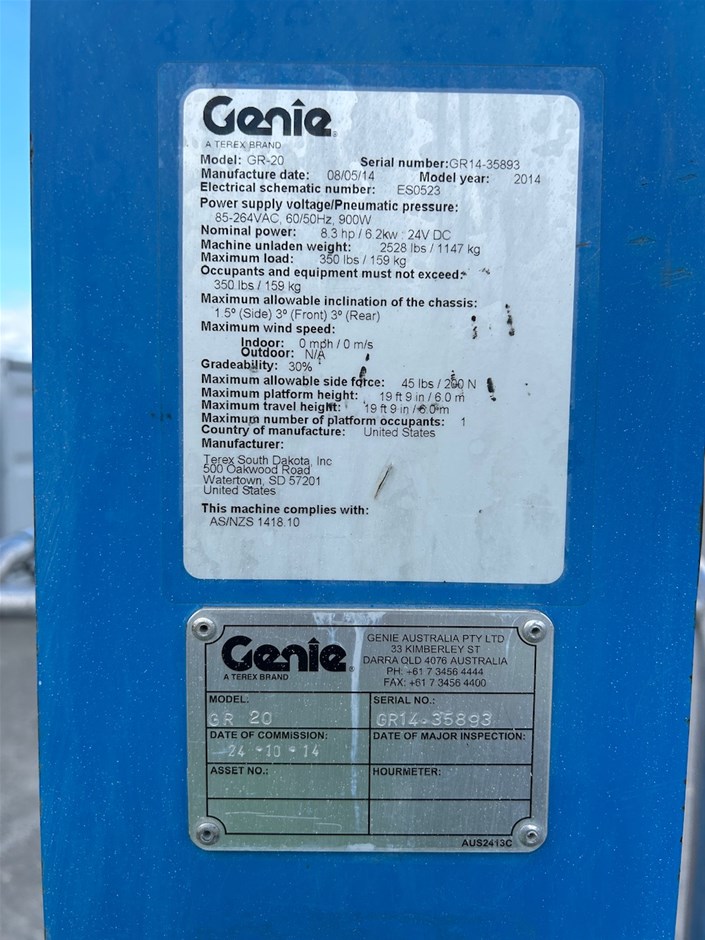 Genie
A TEREX BRAND
Model: GR-20 Serial number:GR14-35893
Manufacture date: 08/05/14 Model year: 2014
Electrical schematic number: ES0523
Power supply voltage/Pneumatic pressure:
85-264VAC, 60/50Hz, 900W
Nominal power: 8.3 hp / 6.2kw : 24V DC
Machine unladen weight: 2528 lbs / 1147 kg
Maximum load: 350 lbs / 159 kg
Occupants and equipment must not exceed:
350 lbs / 159 kg
Maximum allowable inclination of the chassis:
1.5º (Side) 3º (Front) 3º (Rear)
Maximum wind speed:
Indoor: 0 mph / 0 m/s
Outdoor: N/A
Gradeability: 30%
Maximum allowable side force: 45 lbs / 200 N
Maximum platform height: 19 ft 9 in / 6.0 m
Maximum travel height: 19 ft 9 in / 6.0 m
Maximum number of platform occupants: 1
Country of manufacture: United States
Manufacturer:
Terex South Dakota, Inc
500 Oakwood Road
Watertown, SD 57201
United States
This machine complies with:
AS/NZS 1418.10
Genie
A TEREX BRAND
GENIE AUSTRALIA PTY LTD
33 KIMBERLEY ST
DARRA QLD 4076 AUSTRALIA
PH: +61 7 3456 4444
FAX: +61 7 3456 4400
MODEL: SERIAL NO.:
GR 20 GR14-35893
DATE OF COMMISSION: DATE OF MAJOR INSPECTION:
24 •10 •14
ASSET NO.: HOURMETER:
AUS2413C